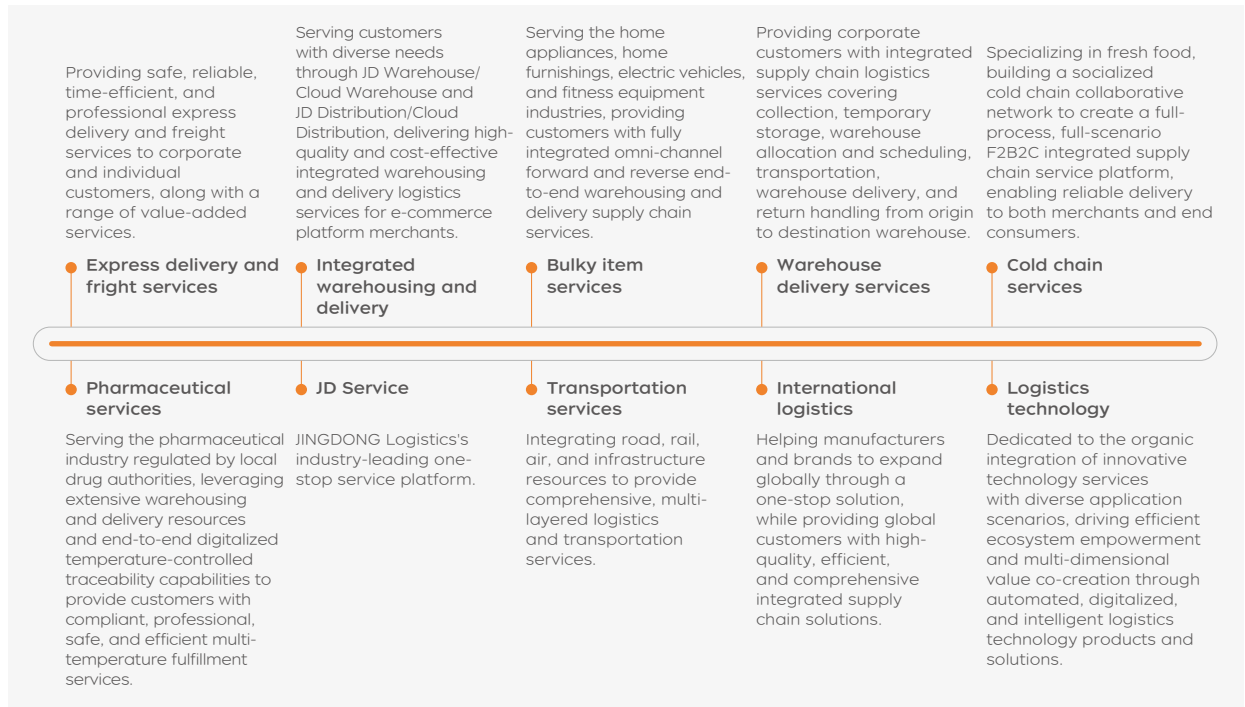 Providing safe, reliable,
time-efficient, and
professional express
delivery and freight
services to corporate
and individual
customers, along with a
range of value-added
services.
Express delivery and
fright services
Serving customers
with diverse needs
through JD Warehouse/
Cloud Warehouse and
JD Distribution/Cloud
Distribution, delivering high-
quality and cost-effective
integrated warehousing
and delivery logistics
services for e-commerce
platform merchants.
Integrated
warehousing and
delivery
Serving the home
appliances, home
furnishings, electric vehicles,
and fitness equipment
industries, providing
customers with fully
integrated omni-channel
forward and reverse end-
to-end warehousing and
delivery supply chain
services.
Bulky item
services
Providing corporate
customers with integrated
supply chain logistics
services covering
collection, temporary
storage, warehouse
allocation and scheduling,
transportation,
warehouse delivery, and
return handling from origin
to destination warehouse.
Warehouse
delivery services
Specializing in fresh food,
building a socialized
cold chain collaborative
network to create a full-
process, full-scenario
F2B2C integrated supply
chain service platform,
enabling reliable delivery
to both merchants and end
consumers.
Cold chain
services
Pharmaceutical
services
Serving the pharmaceutical
industry regulated by local
drug authorities, leveraging
extensive warehousing
and delivery resources
and end-to-end digitalized
temperature-controlled
traceability capabilities to
provide customers with
compliant, professional,
safe, and efficient multi-
temperature fulfillment
services.
JD Service
JINGDONG Logistics's
industry-leading one-
stop service platform.
Transportation
services
Integrating road, rail,
air, and infrastructure
resources to provide
comprehensive, multi-
layered logistics
and transportation
services.
International
logistics
Helping manufacturers
and brands to expand
globally through a
one-stop solution,
while providing global
customers with high-
quality, efficient,
and comprehensive
integrated supply
chain solutions.
Logistics
technology
Dedicated to the organic
integration of innovative
technology services
with diverse application
scenarios, driving efficient
ecosystem empowerment
and multi-dimensional
value co-creation through
automated, digitalized,
and intelligent logistics
technology products and
solutions.